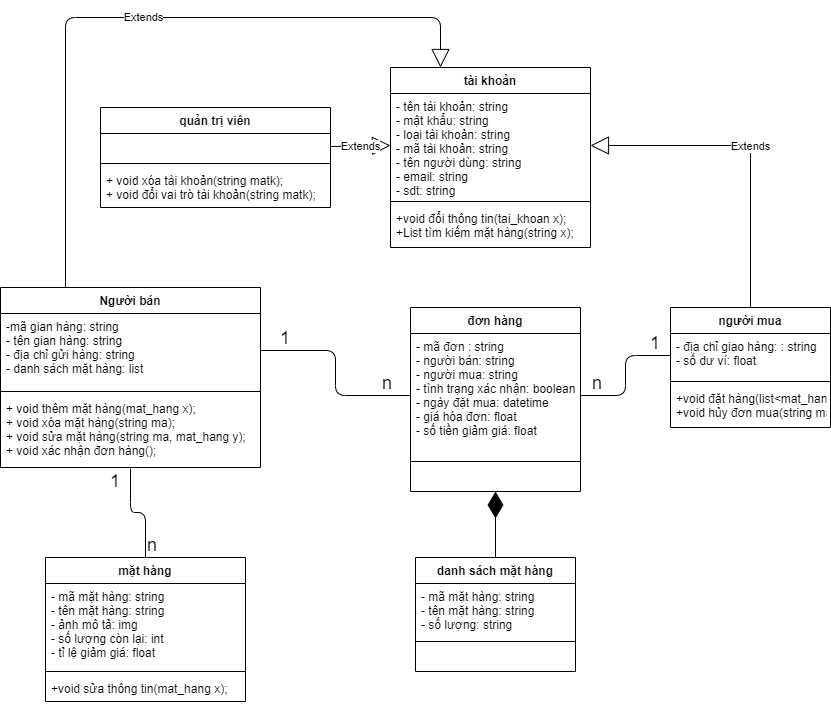 Extends
tài khoản
- tên tài khoản: string
- mật khẩu: string
- loại tài khoản: string
- mã tài khoản: string
- tên người dùng: string
- email: string
- sdt: string
+void đổi thông tin(tai_khoan x);
+List tìm kiếm mặt hàng(string x);
quản trị viên
+ void xóa tài khoản(string matk);
+ void đổi vai trò tài khoản(string matk);
Extends
Extends
Người bán
-mã gian hàng: string
- tên gian hàng: string
- địa chỉ gửi hàng: string
- danh sách mặt hàng: list
+ void thêm mặt hàng(mat_hang x);
+ void xóa mặt hàng(string ma);
+ void sửa mặt hàng(string ma, mat_hang y);
+ void xác nhận đơn hàng();
1
n
đơn hàng
- mã đơn : string
- người bán: string
- người mua: string
- tình trạng xác nhận: boolean
- ngày đặt mua: datetime
- giá hóa đơn: float
- số tiền giảm giá: float
n
1
người mua
- địa chỉ giao hàng: : string
- số dư ví: float
+void đặt hàng(list<mat_han
+void hủy đơn mua(string m
1
n
mặt hàng
- mã mặt hàng: string
- tên mặt hàng: string
- ảnh mô tả: img
- số lượng còn lại: int
- tỉ lệ giảm giá: float
+void sửa thông tin(mat_hang x);
danh sách mặt hàng
- mã mặt hàng: string
- tên mặt hàng: string
- số lượng: string